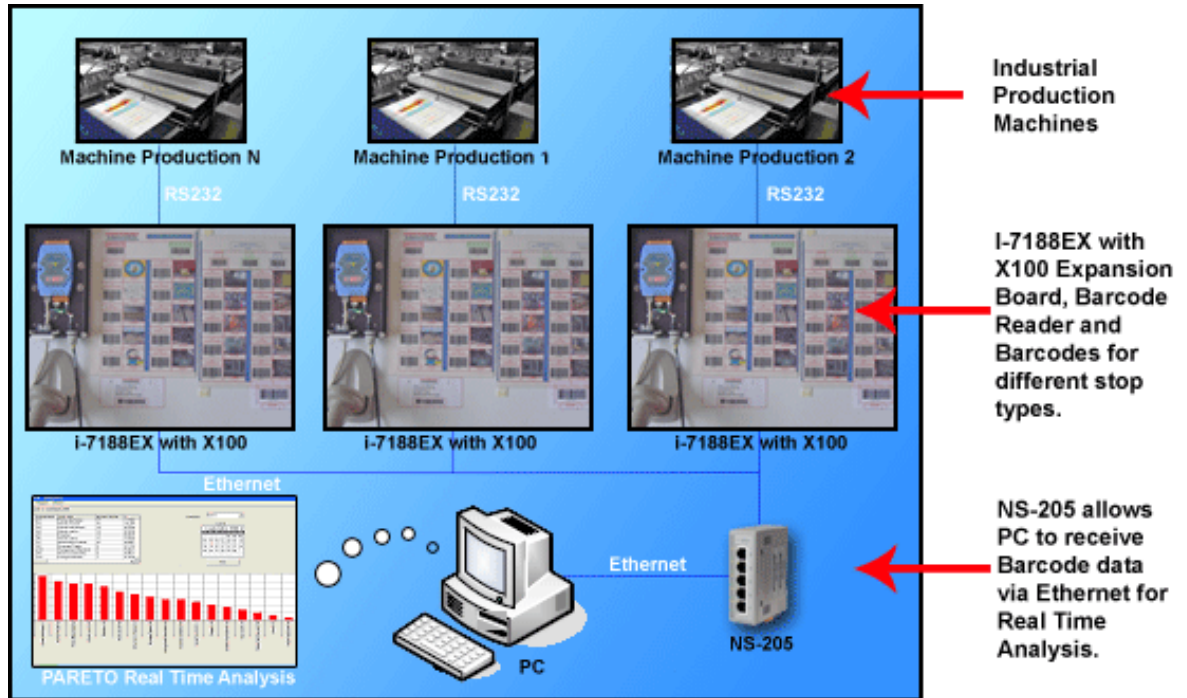 Machine Production N
Machine Production 1
Machine Production 2
Industrial
Production
Machines
RS232
RS232
RS232
I-7188EX with
X100 Expansion
Board, Barcode
Reader and
Barcodes for
different stop
types.
i-7188EX with X100
i-7188EX with X100
i-7188EX with X100
Ethernet
Ethernet
NS-205
PC
PARETO Real Time Analysis
NS-205 allows
PC to receive
Barcode data
via Ethernet for
Real Time
Analysis.